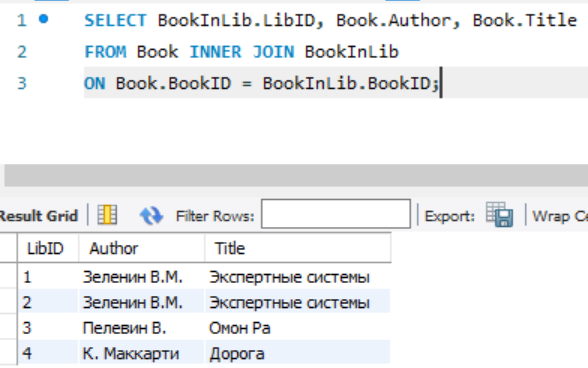 1 SELECT BookInLib.LibID, Book.Author, Book.Title
2 FROM Book INNER JOIN BookInLib
3 ON Book.BookID = BookInLib.BookID;
Result Grid Filter Rows: Export: Wrap Ce
LibID Author Title
1 Зеленин В.М. Экспертные системы
2 Зеленин В.М. Экспертные системы
3 Пелевин В. Омон Ра
4 К. Маккарти Дорога